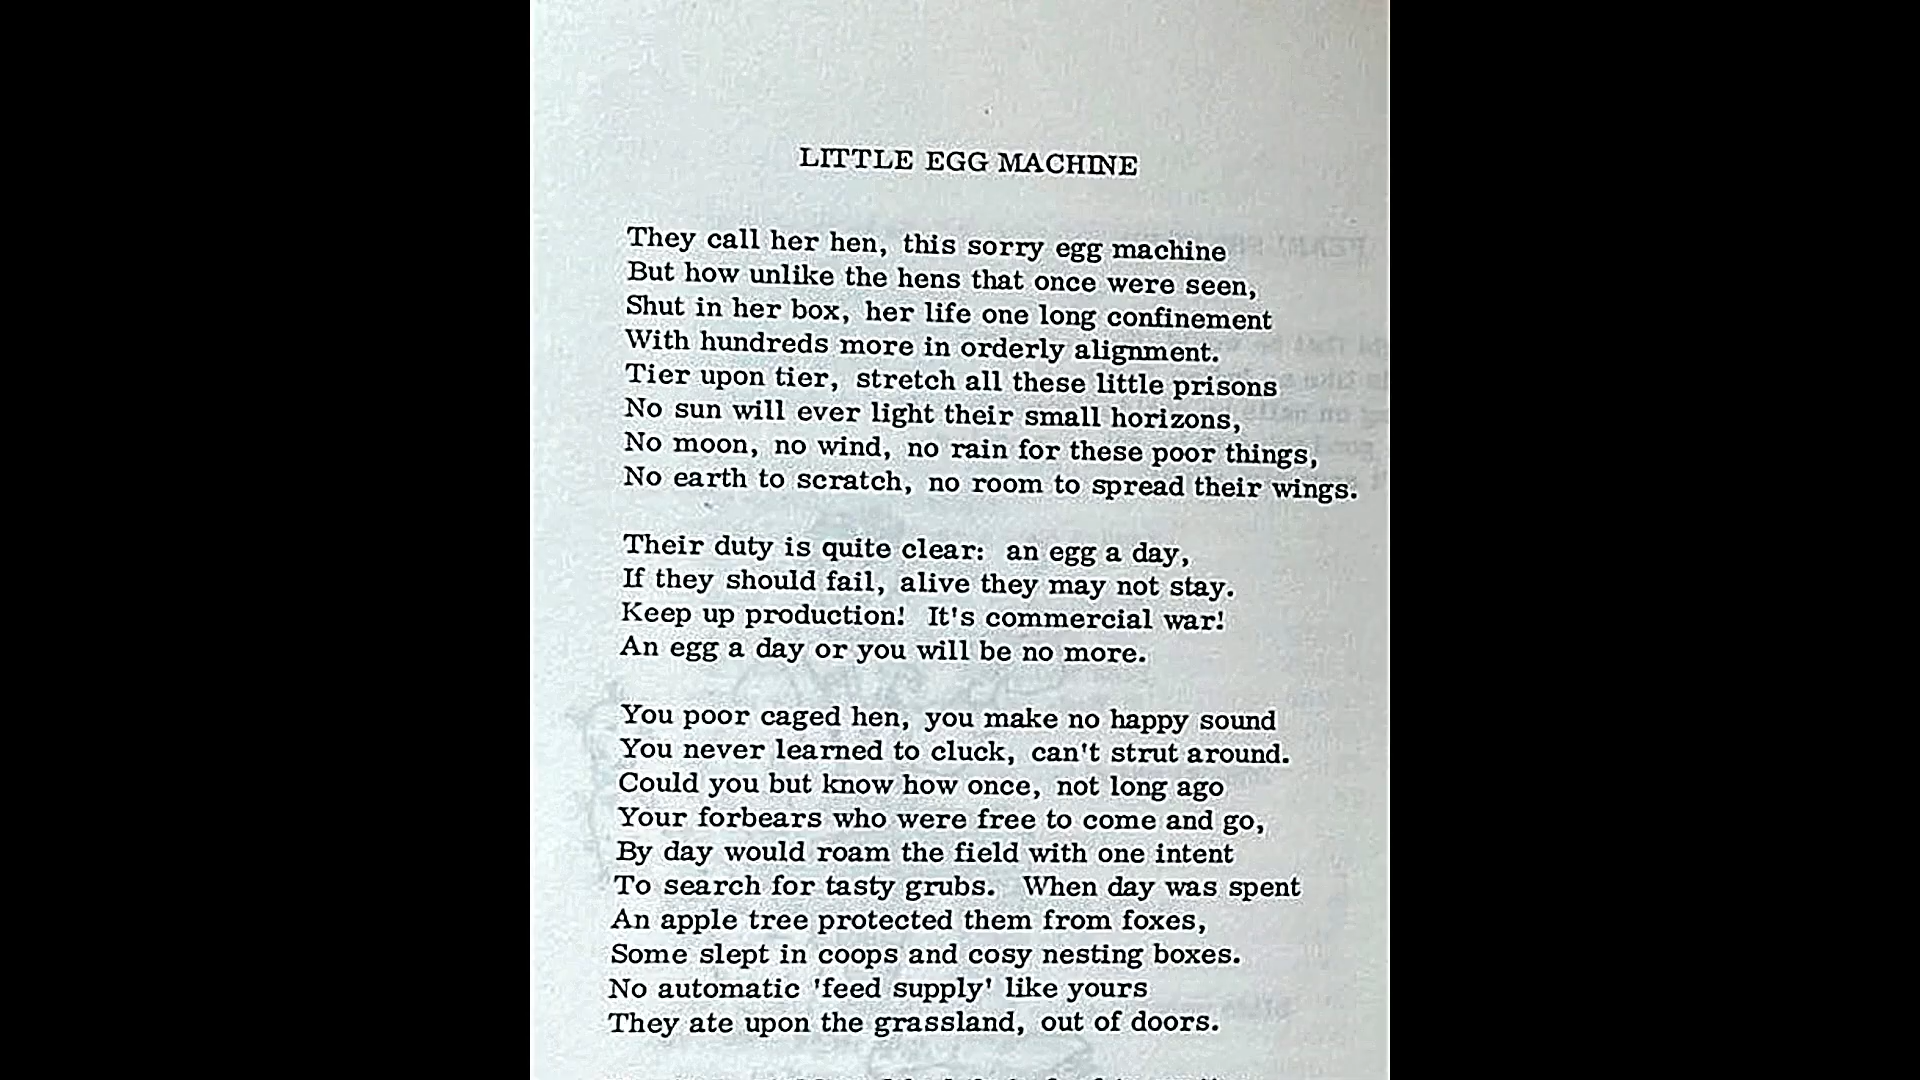 LITTLE EGG MACHINE
They call her hen, this sorry egg machine
But how unlike the hens that once were seen,
Shut in her box, her life one long confinement
With hundreds more in orderly alignment.
Tier upon tier, stretch all these little prisons
No sun will ever light their small horizons,
No moon, no wind, no rain for these poor things,
No earth to scratch, no room to spread their wings.
Their duty is quite clear: an egg a day,
If they should fail, alive they may not stay.
Keep up production! It's commercial war!
An egg a day or you will be no more.
You poor caged hen, you make no happy sound
You never learned to cluck, can't strut around.
Could you but know how once, not long ago
Your forbears who were free to come and go,
By day would roam the field with one intent
To search for tasty grubs. When day was spent
An apple tree protected them from foxes,
Some slept in coops and cosy nesting boxes.
No automatic 'feed supply' like yours
They ate upon the grassland, out of doors.